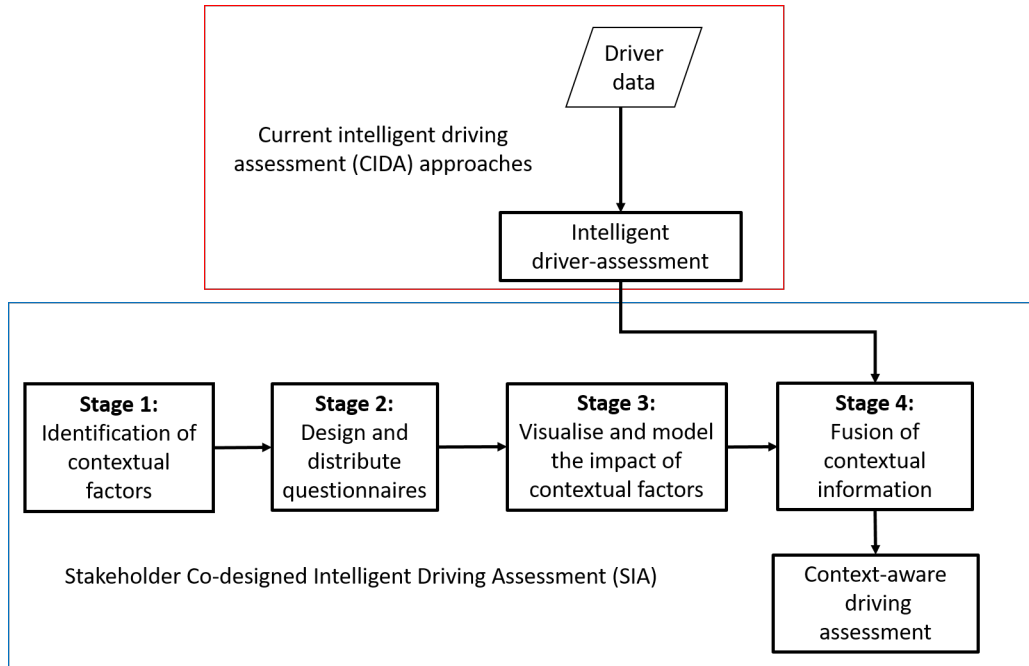 Driver
data
Current intelligent driving
assessment (CIDA) approaches
Intelligent
driver-assessment
Stage 1:
Identification of
contextual
factors
Stage 2:
Design and
distribute
questionnaires
Stage 3:
Visualise and model
the impact of
contextual factors
Stage 4:
Fusion of
contextual
information
Stakeholder Co-designed Intelligent Driving Assessment (SIA)
Context-aware
driving
assessment